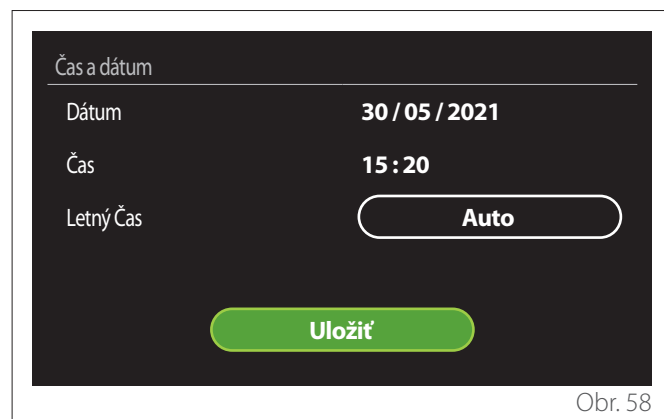 Čas a dátum
Dátum 30 / 05 / 2021
Čas 15 : 20
Letný Čas Auto
Uložiť
Obr. 58